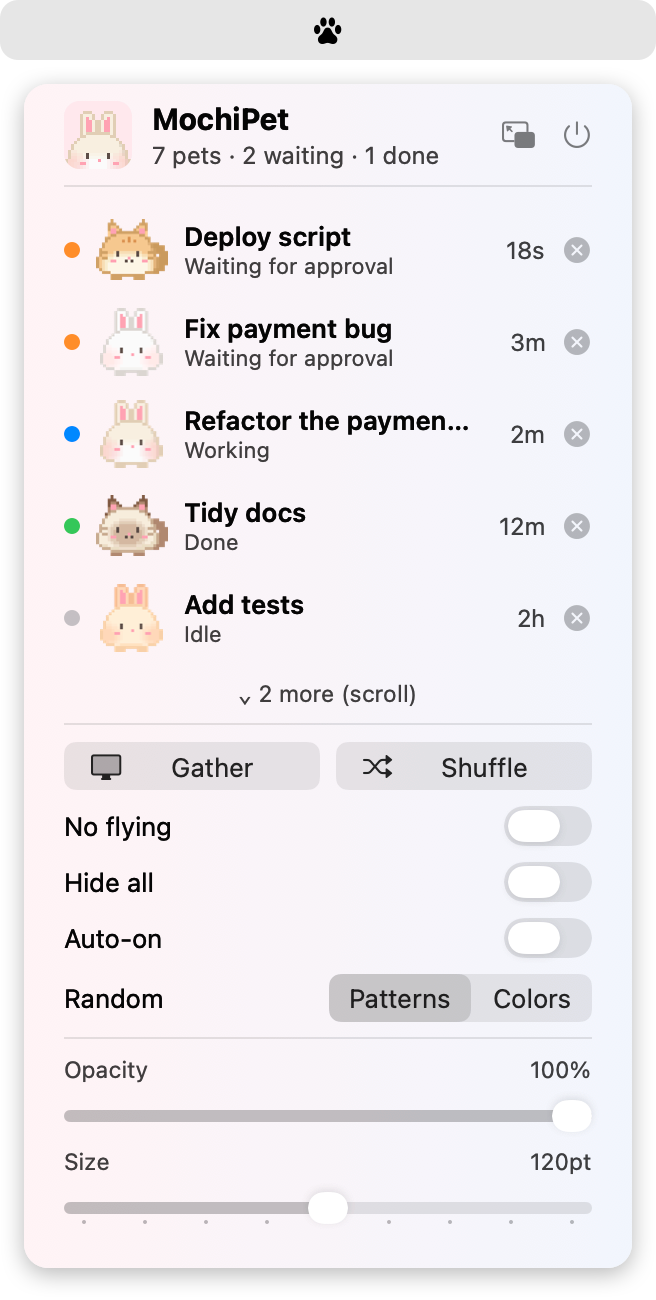 MochiPet
7 pets · 2 waiting · 1 done
Deploy script
Waiting for approval
18s
Fix payment bug
Waiting for approval
3m
Refactor the paymen...
Working
2m
Tidy docs
Done
12m
Add tests
Idle
2h
2 more (scroll)
Gather
Shuffle
No flying
Hide all
Auto-on
Random
Patterns
Colors
Opacity
100%
Size
120pt